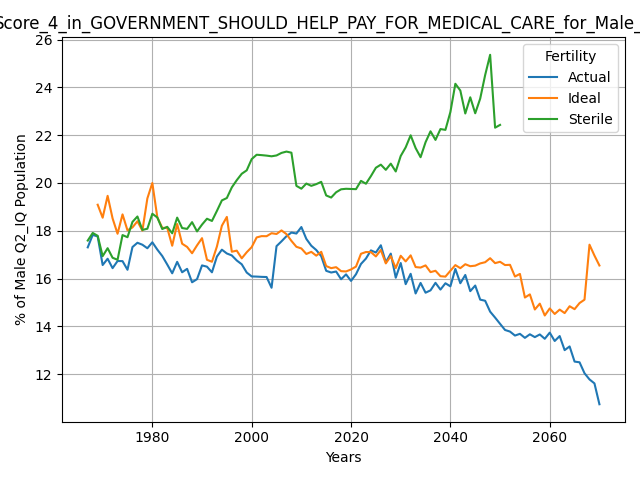 Score_4_in_GOVERNMENT_SHOULD_HELP_PAY_FOR_MEDICAL_CARE_for_Male_
26
24
22
20
18
16
14
12
% of Male Q2_IQ Population
Fertility
Actual
Ideal
Sterile
1980 2000 2020 2040 2060
Years